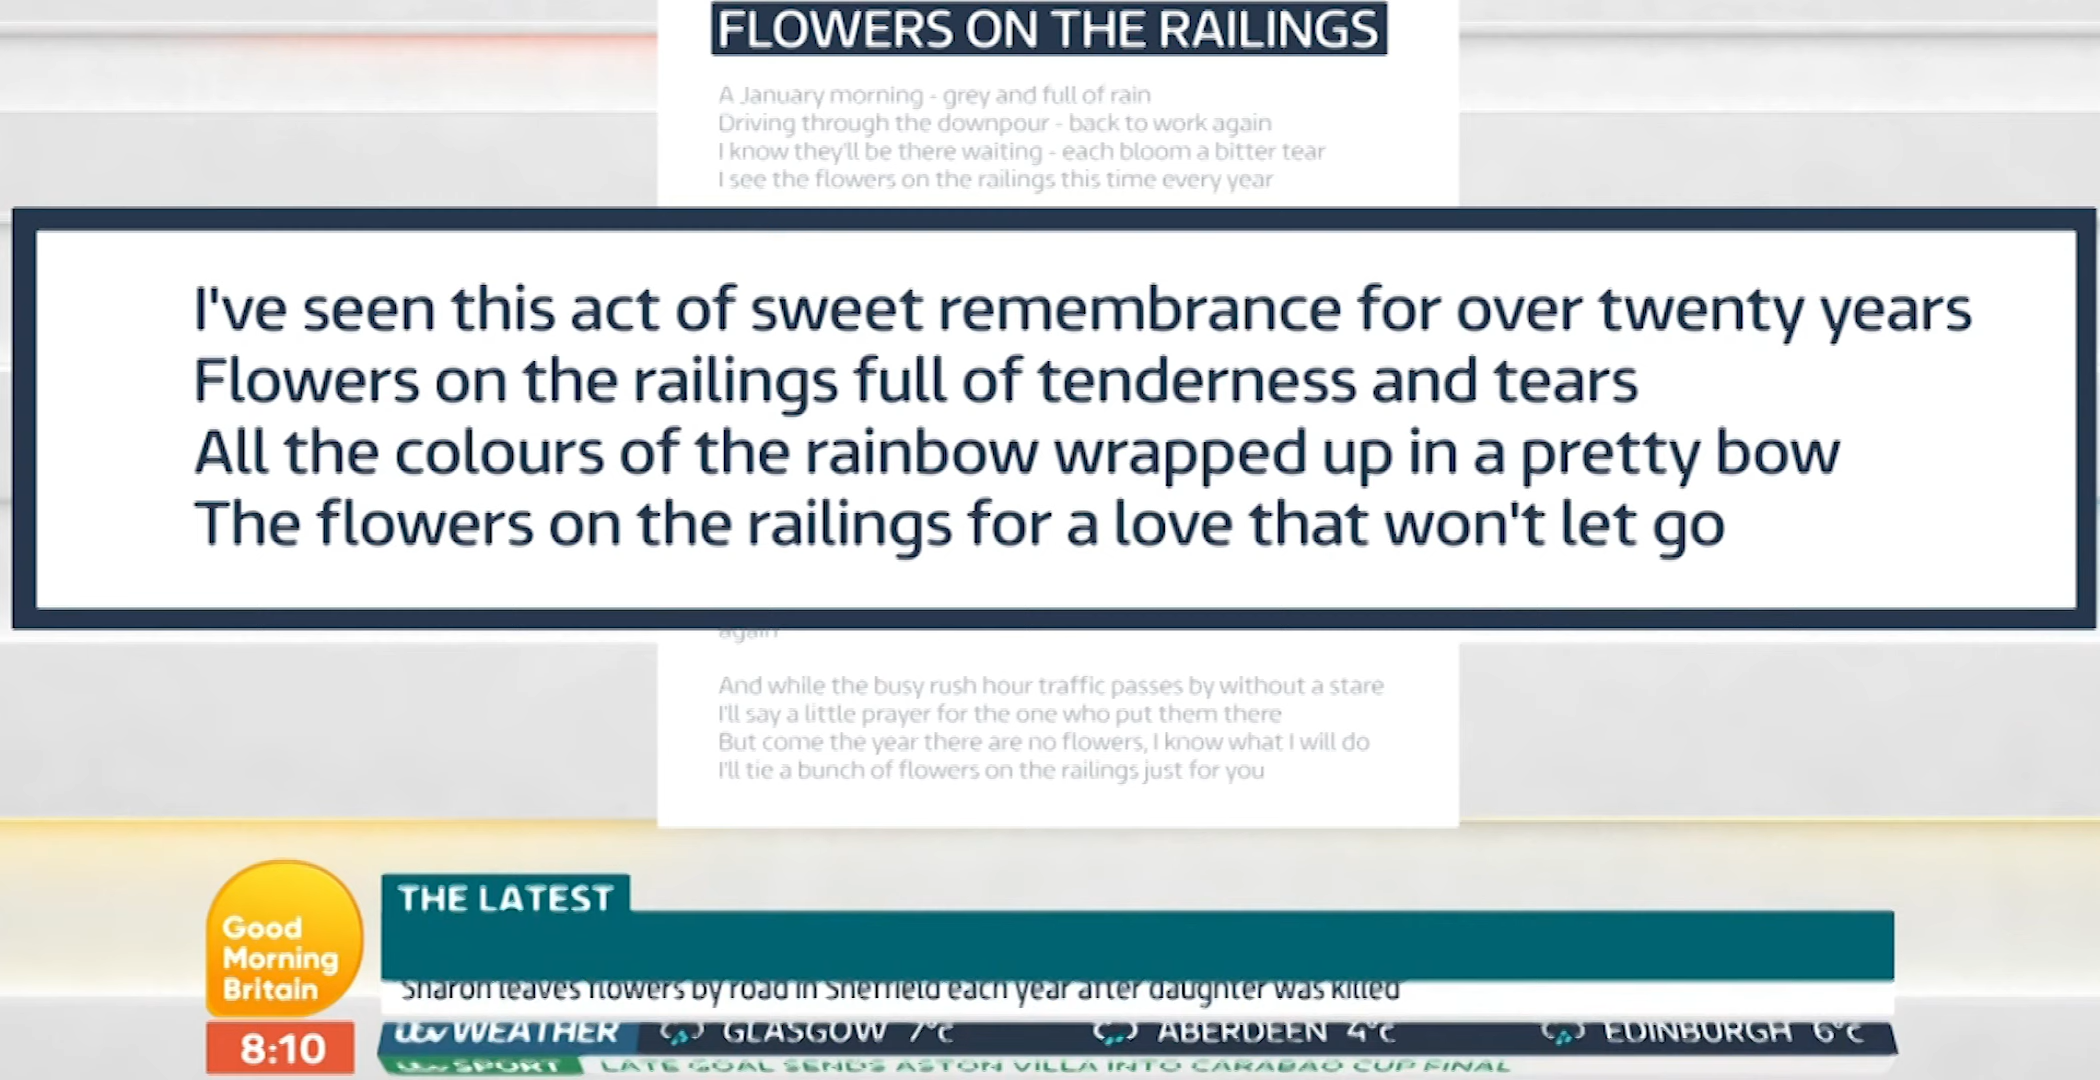 FLOWERS ON THE RAILINGS
A January morning - grey and full of rain
Driving through the downpour - back to work again
I know they'll be there waiting - each bloom a bitter tear
I see the flowers on the railings this time every year
I've seen this act of sweet remembrance for over twenty years
Flowers on the railings full of tenderness and tears
All the colours of the rainbow wrapped up in a pretty bow
The flowers on the railings for a love that won't let go
again
And while the busy rush hour traffic passes by without a stare
I'll say a little prayer for the one who put them there
But come the year there are no flowers, I know what I will do
I'll tie a bunch of flowers on the railings just for you
Good
Morning
Britain
THE LATEST
Sharon leaves flowers by road in Sheffield each year after daughter was killed
8:10
itv WEATHER GLASGOW 7°c ABERDEEN 4°c EDINBURGH 6°c
itv SPORT LATE GOAL SENDS ASTON VILLA INTO CARABAO CUP FINAL